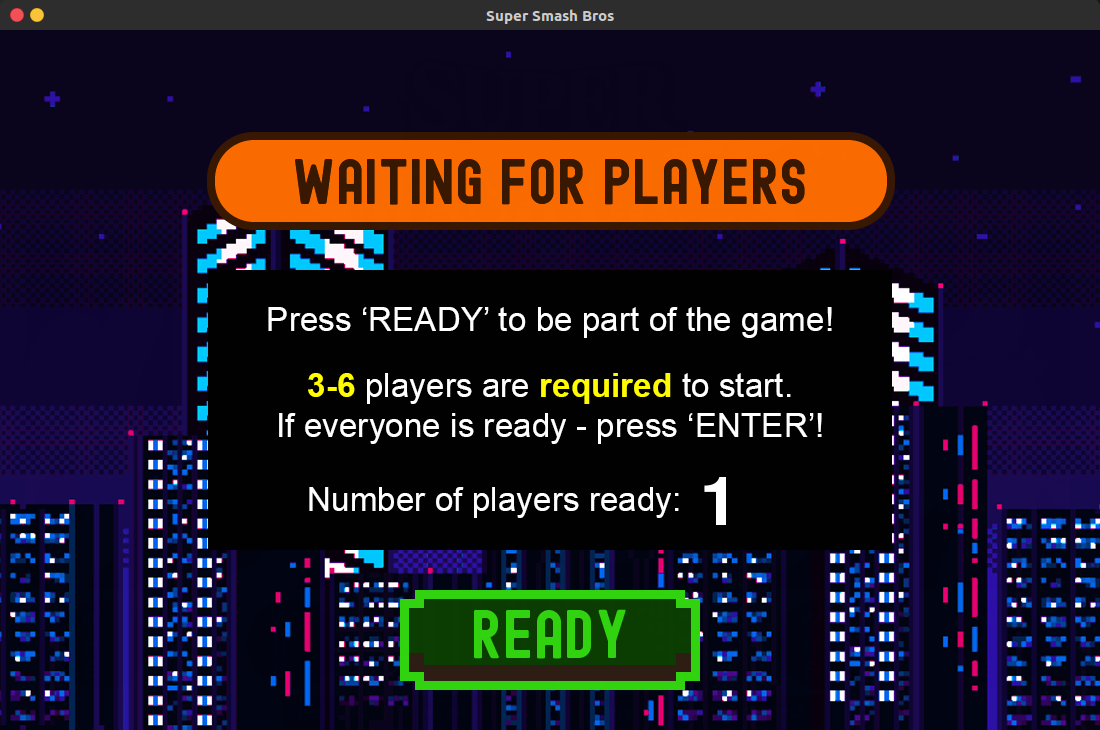 Super Smash Bros
WAITING FOR PLAYERS
Press ‘READY’ to be part of the game!
3-6 players are required to start.
If everyone is ready - press ‘ENTER’!
Number of players ready: 1
READY